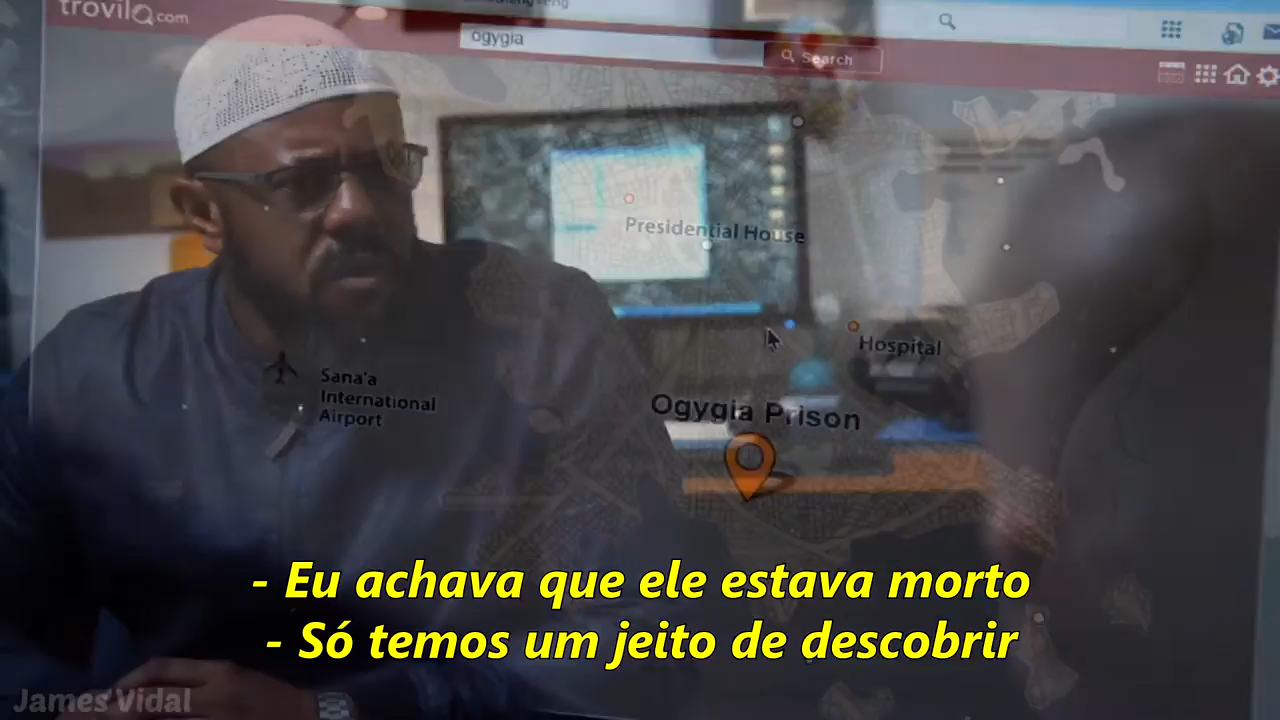 trovilo.com
ogygia
Search
Presidential House
Hospital
Sana'a
International
Airport
Ogygia Prison
- Eu achava que ele estava morto
- Só temos um jeito de descobrir
James Vidal